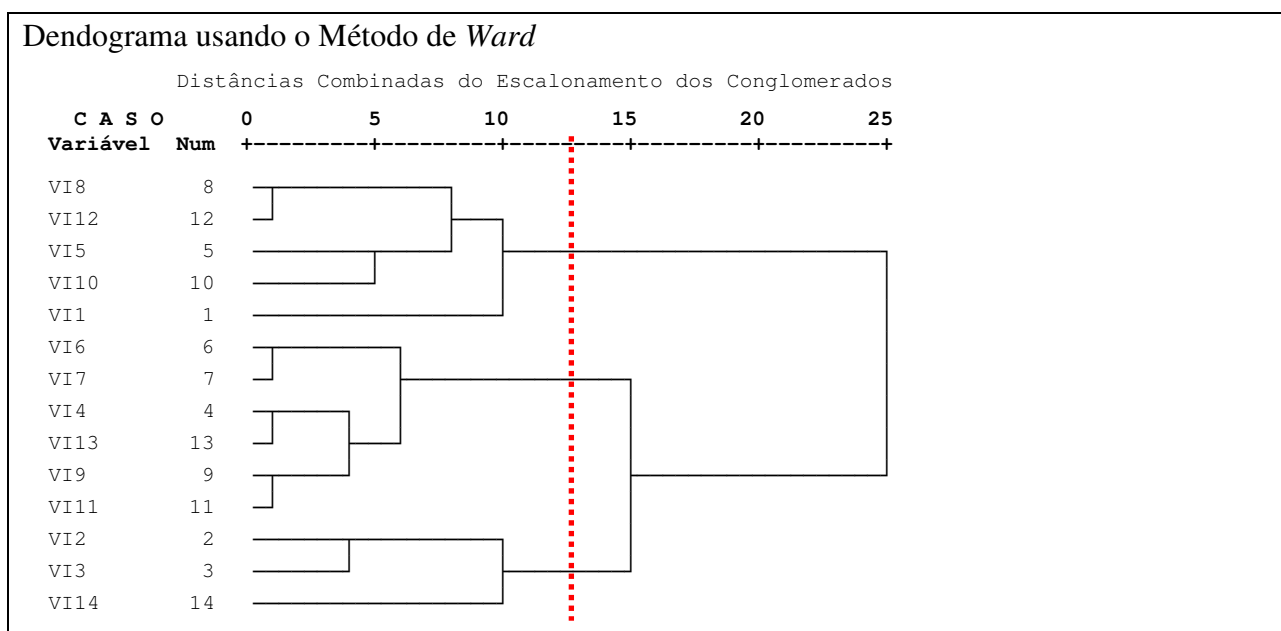 Dendograma usando o Método de Ward
Distâncias Combinadas do Escalonamento dos Conglomerados
C A S O 0 5 10 15 20 25
Variável Num +---------+---------+---------+---------+---------+
VI8 8
VI12 12
VI5 5
VI10 10
VI1 1
VI6 6
VI7 7
VI4 4
VI13 13
VI9 9
VI11 11
VI2 2
VI3 3
VI14 14